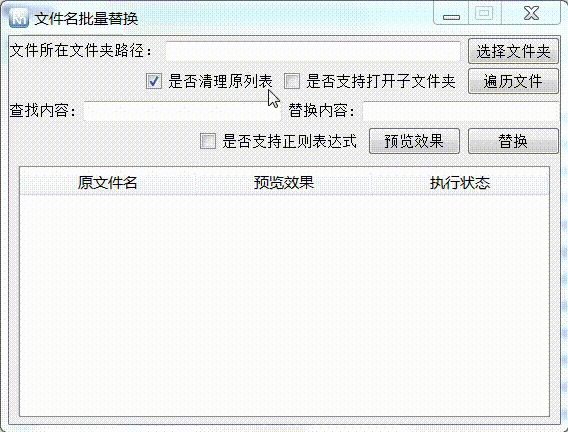 文件名批量替换
文件所在文件夹路径： 选择文件夹
是否清理原列表 是否支持打开子文件夹 遍历文件
查找内容： 替换内容：
是否支持正则表达式 预览效果 替换
原文件名 预览效果 执行状态